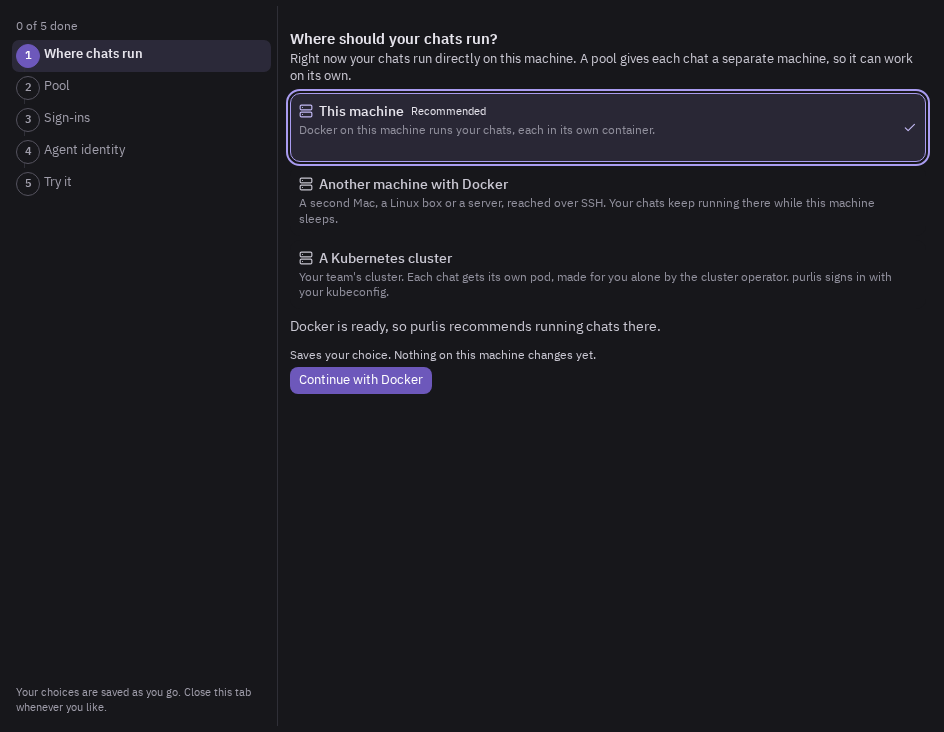 0 of 5 done
1 Where chats run
2 Pool
3 Sign-ins
4 Agent identity
5 Try it
Your choices are saved as you go. Close this tab
whenever you like.
Where should your chats run?
Right now your chats run directly on this machine. A pool gives each chat a separate machine, so it can work
on its own.
This machine Recommended
Docker on this machine runs your chats, each in its own container.
Another machine with Docker
A second Mac, a Linux box or a server, reached over SSH. Your chats keep running there while this machine
sleeps.
A Kubernetes cluster
Your team's cluster. Each chat gets its own pod, made for you alone by the cluster operator. purlis signs in with
your kubeconfig.
Docker is ready, so purlis recommends running chats there.
Saves your choice. Nothing on this machine changes yet.
Continue with Docker